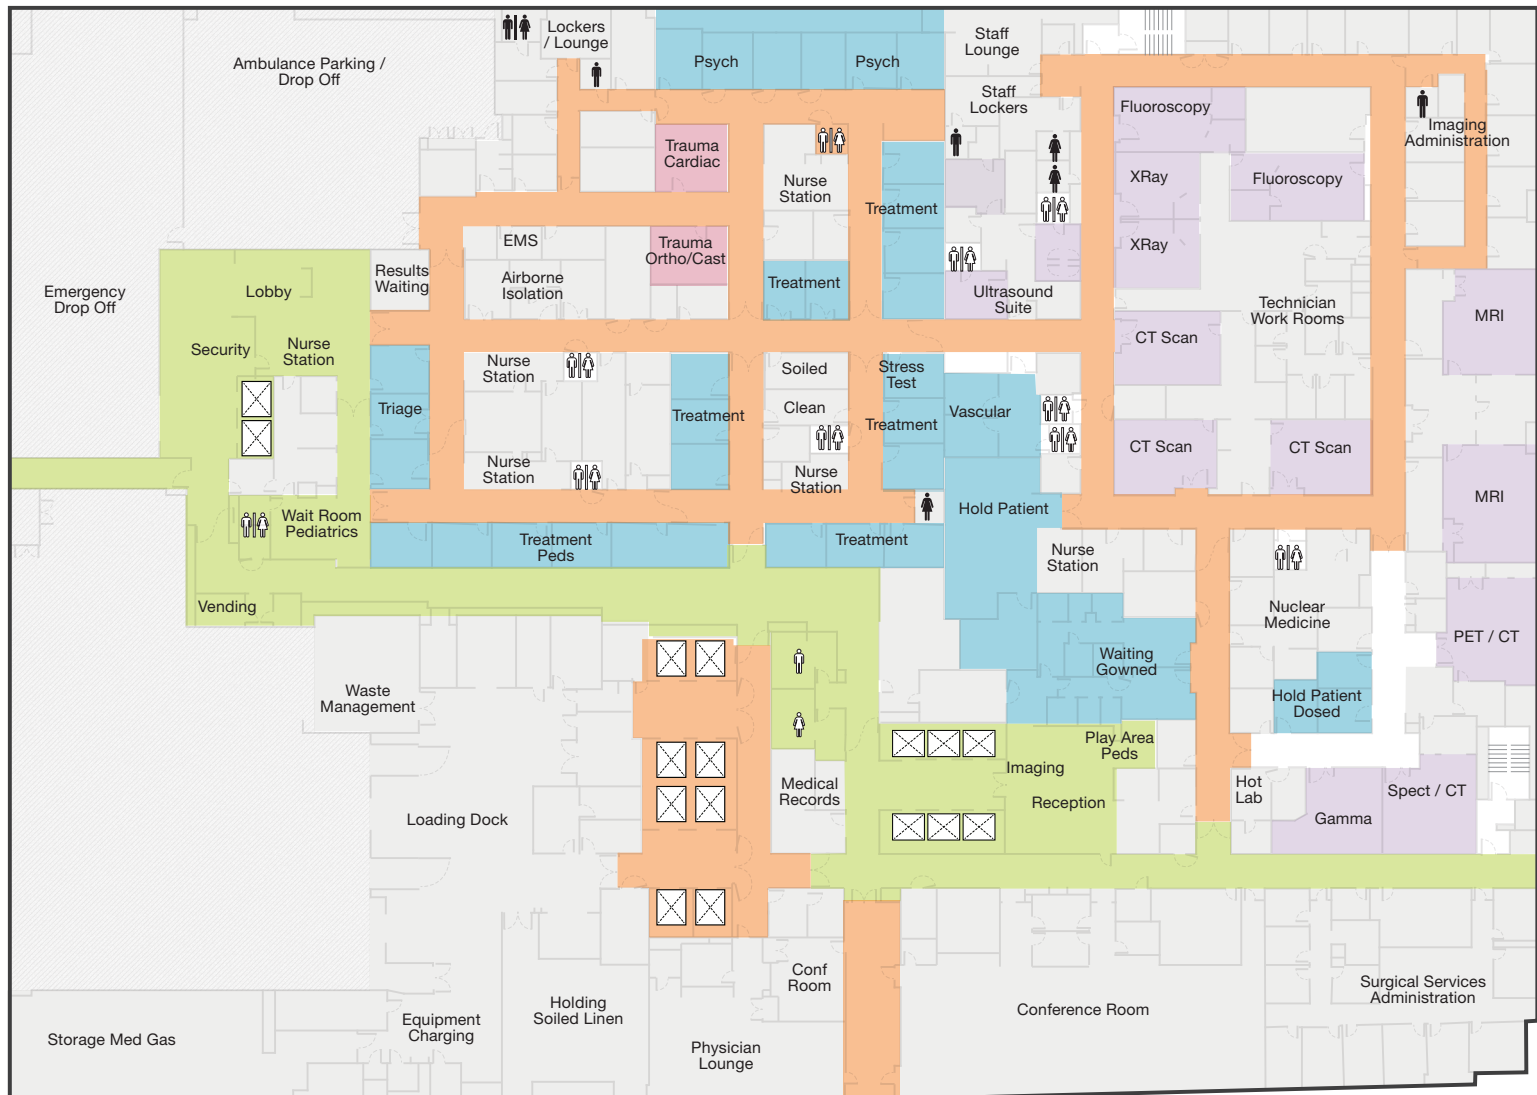 Lockers
/ Lounge
Ambulance Parking /
Drop Off
Psych
Psych
Staff
Lounge
Staff
Lockers
Fluoroscopy
Imaging
Administration
Trauma
Cardiac
Nurse
Station
XRay
Fluoroscopy
Treatment
EMS
Trauma
Ortho/Cast
XRay
Results
Waiting
Airborne
Isolation
Treatment
Ultrasound
Suite
Emergency
Drop Off
Lobby
Technician
Work Rooms
MRI
Security
Nurse
Station
CT Scan
Nurse
Station
Soiled
Stress
Test
Triage
Treatment
Clean
Treatment
Vascular
CT Scan
CT Scan
Nurse
Station
Nurse
Station
MRI
Wait Room
Pediatrics
Hold Patient
Treatment
Peds
Treatment
Nurse
Station
Vending
Nuclear
Medicine
PET / CT
Waiting
Gowned
Waste
Management
Hold Patient
Dosed
Play Area
Peds
Imaging
Medical
Records
Reception
Hot
Lab
Spect / CT
Loading Dock
Gamma
Conf
Room
Surgical Services
Administration
Holding
Soiled Linen
Conference Room
Equipment
Charging
Storage Med Gas
Physician
Lounge